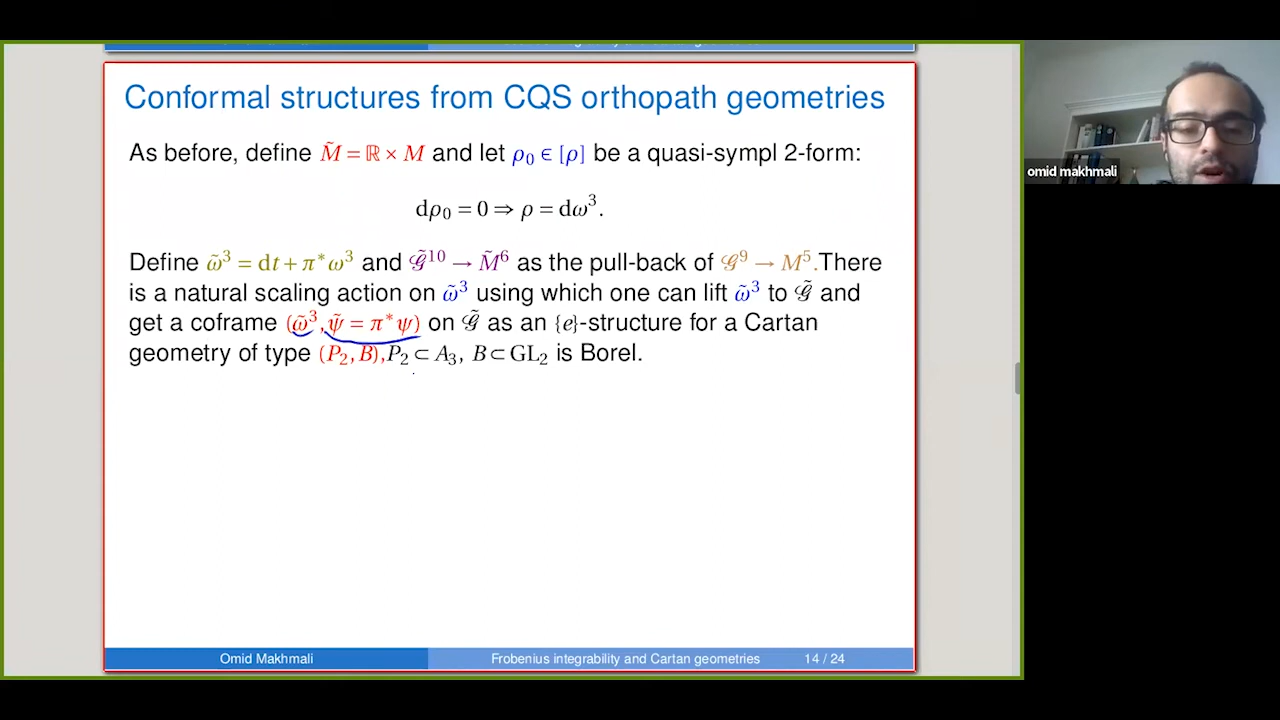 Conformal structures from CQS orthopath geometries
As before, define M̃ = ℝ × M and let ρ₀ ∈ [ρ] be a quasi-sympl 2-form:
dρ₀ = 0 ⇒ ρ = dω³.
Define ω̃³ = dt + π*ω³ and 𝒢̃¹⁰ → M̃⁶ as the pull-back of 𝒢⁹ → M⁵.There
is a natural scaling action on ω̃³ using which one can lift ω̃³ to 𝒢̃ and
get a coframe (ω̃³, ψ̃ = π*ψ) on 𝒢̃ as an {e}-structure for a Cartan
geometry of type (P₂, B),P₂ ⊂ A₃, B ⊂ GL₂ is Borel.
Omid Makhmali
Frobenius integrability and Cartan geometries 14 / 24
omid makhmali